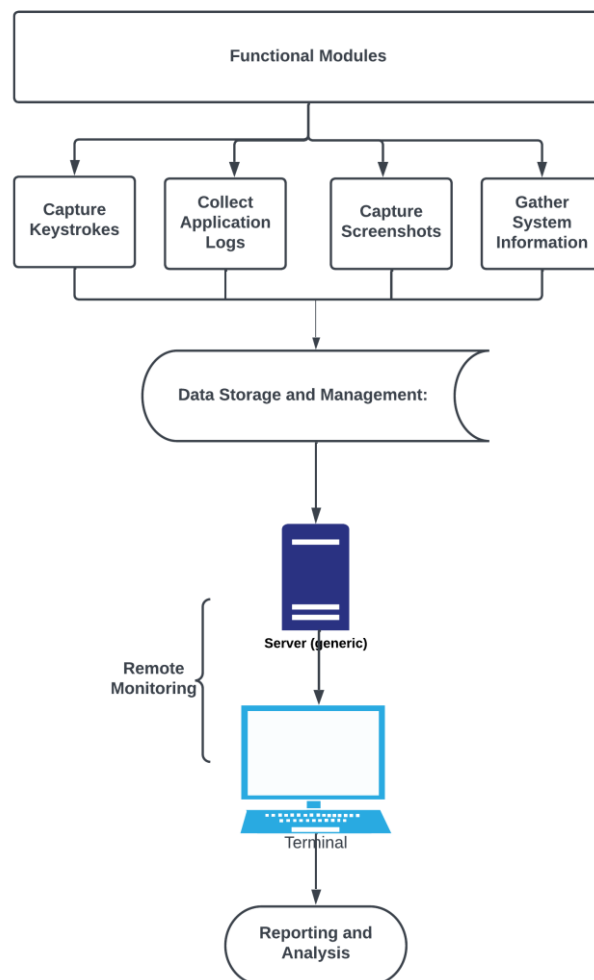 Functional Modules
Capture
Keystrokes
Collect
Application
Logs
Capture
Screenshots
Gather
System
Information
Data Storage and Management:
Server (generic)
Remote
Monitoring
Terminal
Reporting and
Analysis